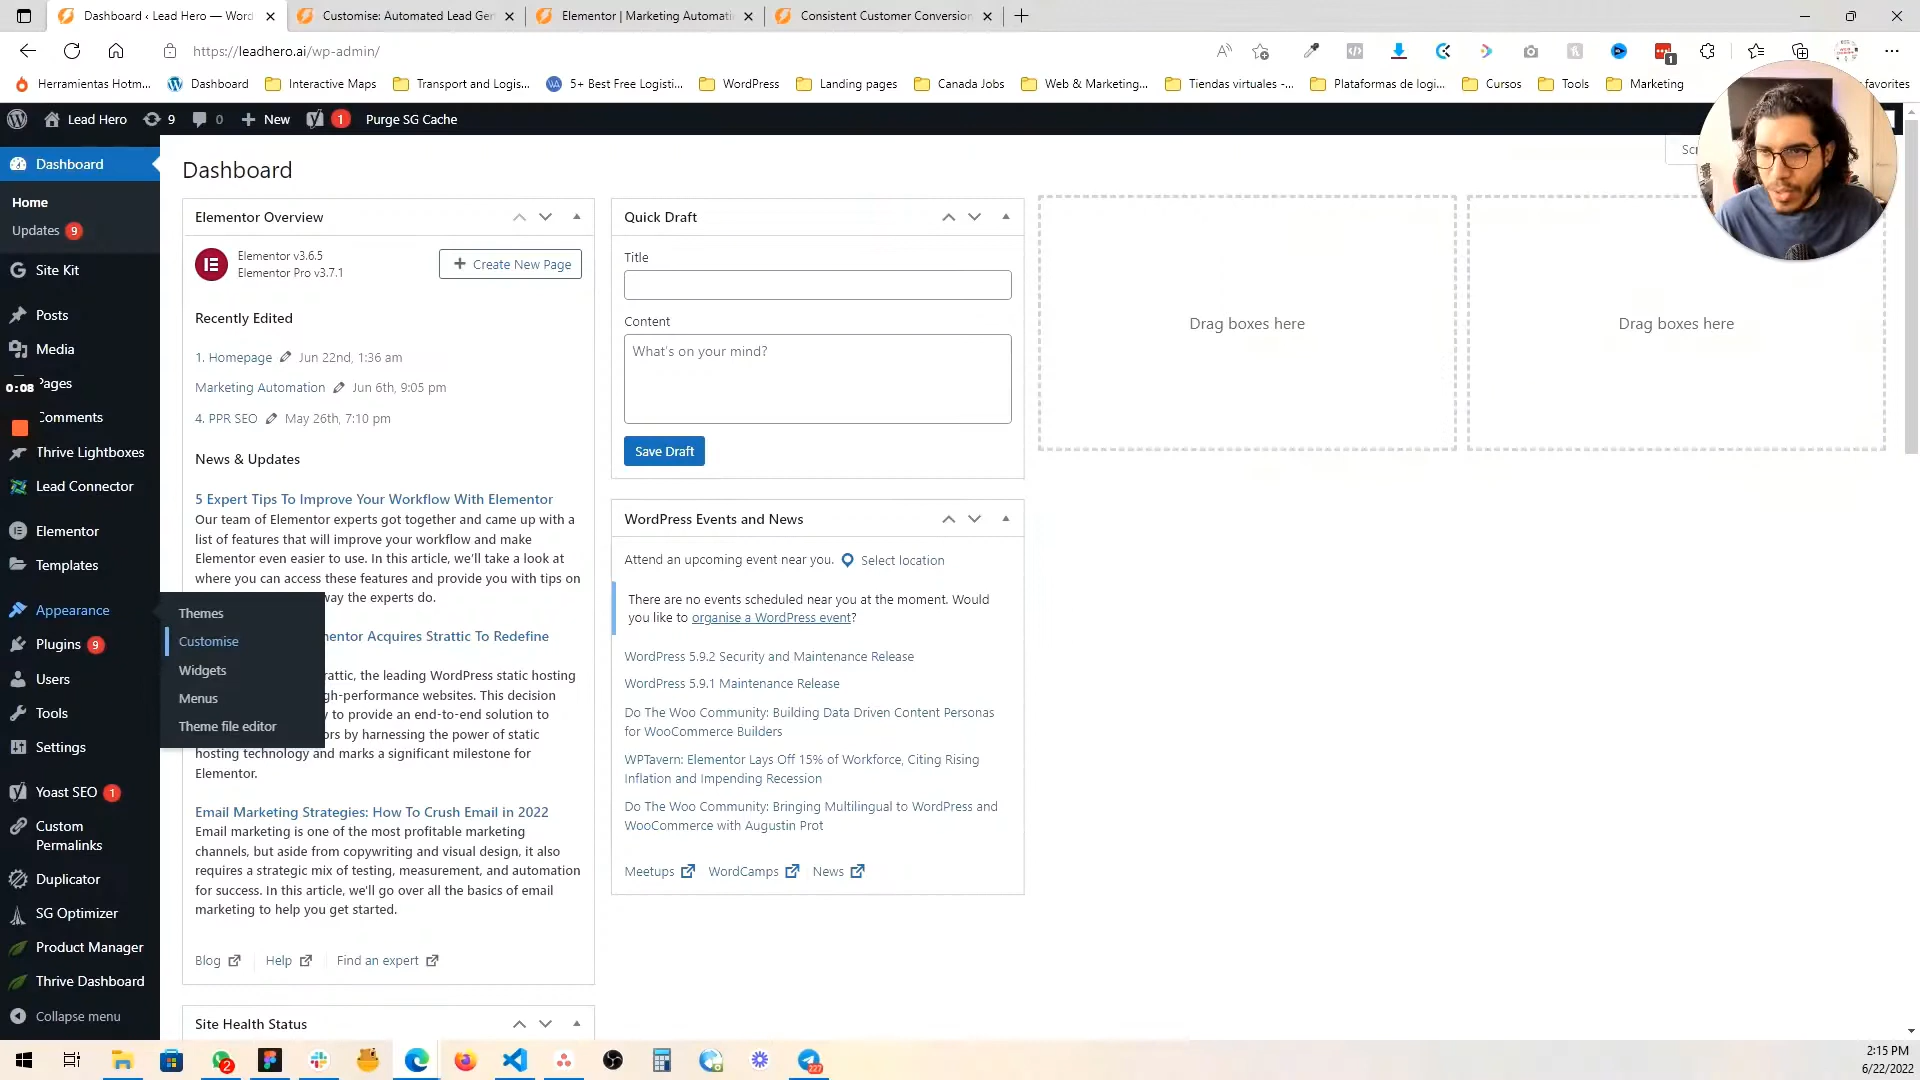 Dashboard ‹ Lead Hero — Word
Customise: Automated Lead Gen
Elementor | Marketing Automati
Consistent Customer Conversion
https://leadhero.ai/wp-admin/
1
Herramientas Hotm...
Dashboard
Interactive Maps
Transport and Logis...
5+ Best Free Logisti...
WordPress
Landing pages
Canada Jobs
Web & Marketing...
Tiendas virtuales -...
Plataformas de logi...
Cursos
Tools
Marketing
favorites
Lead Hero
9
0
New
1
Purge SG Cache
Dashboard
Home
Updates 9
Site Kit
Posts
Media
0:08
Pages
Comments
Thrive Lightboxes
Lead Connector
Elementor
Templates
Appearance
Plugins 9
Users
Tools
Settings
Yoast SEO 1
Custom
Permalinks
Duplicator
SG Optimizer
Product Manager
Thrive Dashboard
Collapse menu
Themes
Customise
Widgets
Menus
Theme file editor
Dashboard
Elementor Overview
Elementor v3.6.5
Elementor Pro v3.7.1
Create New Page
Recently Edited
1. Homepage Jun 22nd, 1:36 am
Marketing Automation Jun 6th, 9:05 pm
4. PPR SEO May 26th, 7:10 pm
News & Updates
5 Expert Tips To Improve Your Workflow With Elementor
Our team of Elementor experts got together and came up with a
list of features that will improve your workflow and make
Elementor even easier to use. In this article, we'll take a look at
where you can access these features and provide you with tips on
way the experts do.
mentor Acquires Strattic To Redefine
rattic, the leading WordPress static hosting
gh-performance websites. This decision
y to provide an end-to-end solution to
ors by harnessing the power of static
hosting technology and marks a significant milestone for
Elementor.
Email Marketing Strategies: How To Crush Email in 2022
Email marketing is one of the most profitable marketing
channels, but aside from copywriting and visual design, it also
requires a strategic mix of testing, measurement, and automation
for success. In this article, we'll go over all the basics of email
marketing to help you get started.
Blog
Help
Find an expert
Site Health Status
Quick Draft
Title
Content
What's on your mind?
Save Draft
WordPress Events and News
Attend an upcoming event near you. Select location
There are no events scheduled near you at the moment. Would
you like to organise a WordPress event?
WordPress 5.9.2 Security and Maintenance Release
WordPress 5.9.1 Maintenance Release
Do The Woo Community: Building Data Driven Content Personas
for WooCommerce Builders
WPTavern: Elementor Lays Off 15% of Workforce, Citing Rising
Inflation and Impending Recession
Do The Woo Community: Bringing Multilingual to WordPress and
WooCommerce with Augustin Prot
Meetups
WordCamps
News
Drag boxes here
Drag boxes here
Scr
2
227
2:15 PM
6/22/2022